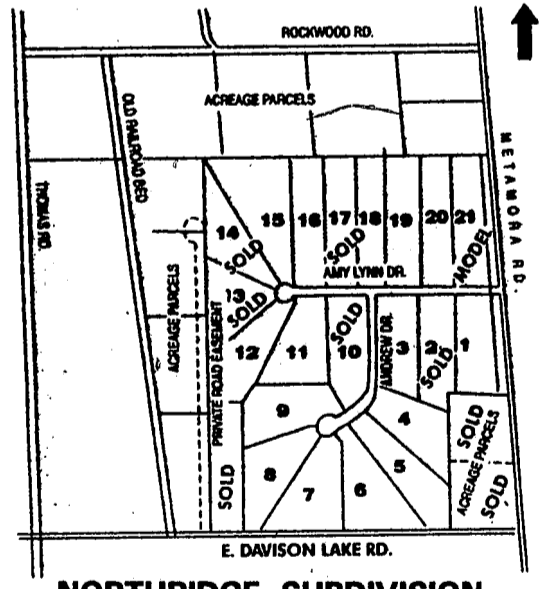 ROCKWOOD RD.
ACREAGE PARCELS
OLD RAILROAD BED
THOMAS RD.
METAMORA RD.
14
15
16
17
18
19
20
21
SOLD
SOLD
MODEL
AMY LYNN DR.
13
SOLD
SOLD
ACREAGE PARCELS
PRIVATE ROAD EASEMENT
12
11
10
ANDREW DR.
3
2
1
SOLD
9
4
SOLD
ACREAGE PARCELS
SOLD
SOLD
8
7
6
5
E. DAVISON LAKE RD.
NORTHRIDGE SUBDIVISION